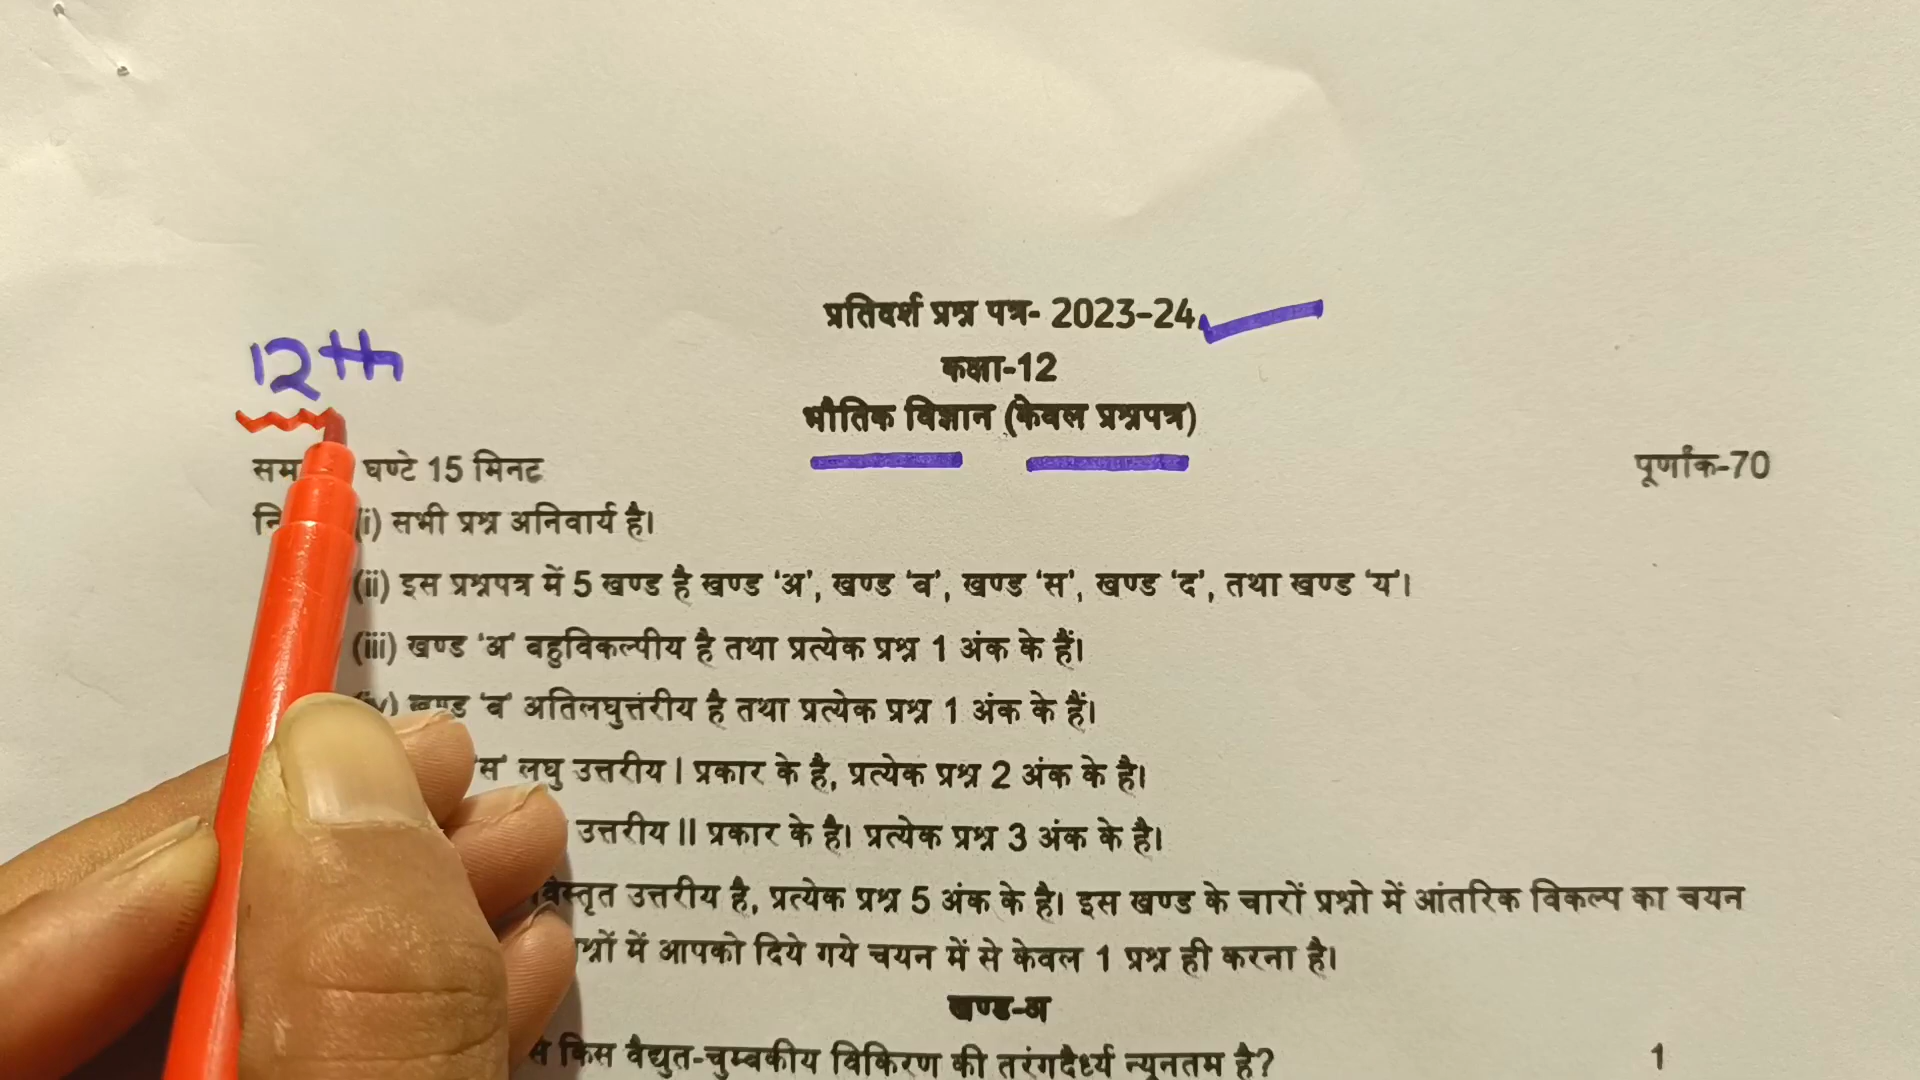 प्रतिदर्श प्रश्न पत्र- 2023-24
12th
कक्षा-12
भौतिक विज्ञान (केवल प्रश्नपत्र)
घण्टे 15 मिनट
पूर्णांक-70
(i) सभी प्रश्न अनिवार्य है।
(ii) इस प्रश्नपत्र में 5 खण्ड है खण्ड ‘अ’, खण्ड ‘ब’, खण्ड ‘स’, खण्ड ‘द’, तथा खण्ड ‘य’।
(iii) खण्ड ‘अ’ बहुविकल्पीय है तथा प्रत्येक प्रश्न 1 अंक के हैं।
खण्ड ‘ब’ अतिलघुत्तरीय है तथा प्रत्येक प्रश्न 1 अंक के हैं।
‘स’ लघु उत्तरीय I प्रकार के है, प्रत्येक प्रश्न 2 अंक के है।
उत्तरीय II प्रकार के है। प्रत्येक प्रश्न 3 अंक के है।
विस्तृत उत्तरीय है, प्रत्येक प्रश्न 5 अंक के है। इस खण्ड के चारों प्रश्नो में आंतरिक विकल्प का चयन
में आपको दिये गये चयन में से केवल 1 प्रश्न ही करना है।
खण्ड-अ
किस वैद्युत-चुम्बकीय विकिरण की तरंगदैर्ध्य न्यूनतम है? 1